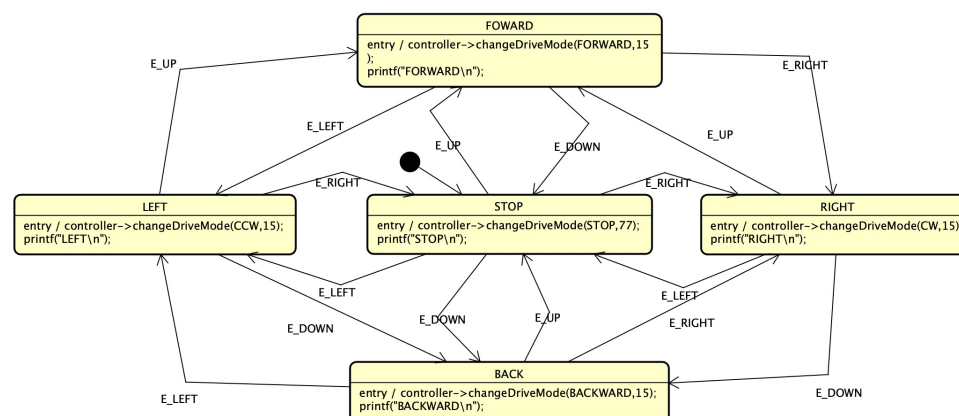 FOWARD
entry / controller->changeDriveMode(FORWARD,15
);
printf("FORWARD\n");
E_UP
E_RIGHT
E_LEFT
E_UP
E_DOWN
E_UP
E_RIGHT
E_RIGHT
LEFT
entry / controller->changeDriveMode(CCW,15);
printf("LEFT\n");
STOP
entry / controller->changeDriveMode(STOP,77);
printf("STOP\n");
RIGHT
entry / controller->changeDriveMode(CW,15)
printf("RIGHT\n");
E_LEFT
E_LEFT
E_DOWN
E_DOWN
E_UP
E_RIGHT
BACK
entry / controller->changeDriveMode(BACKWARD,15);
printf("BACKWARD\n");
E_LEFT
E_DOWN